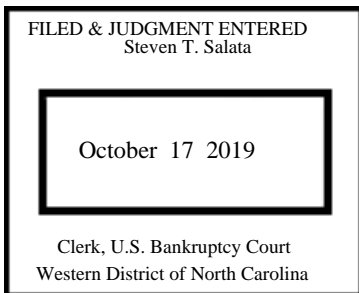 FILED & JUDGMENT ENTERED
Steven T. Salata
October 17 2019
Clerk, U.S. Bankruptcy Court
Western District of North Carolina